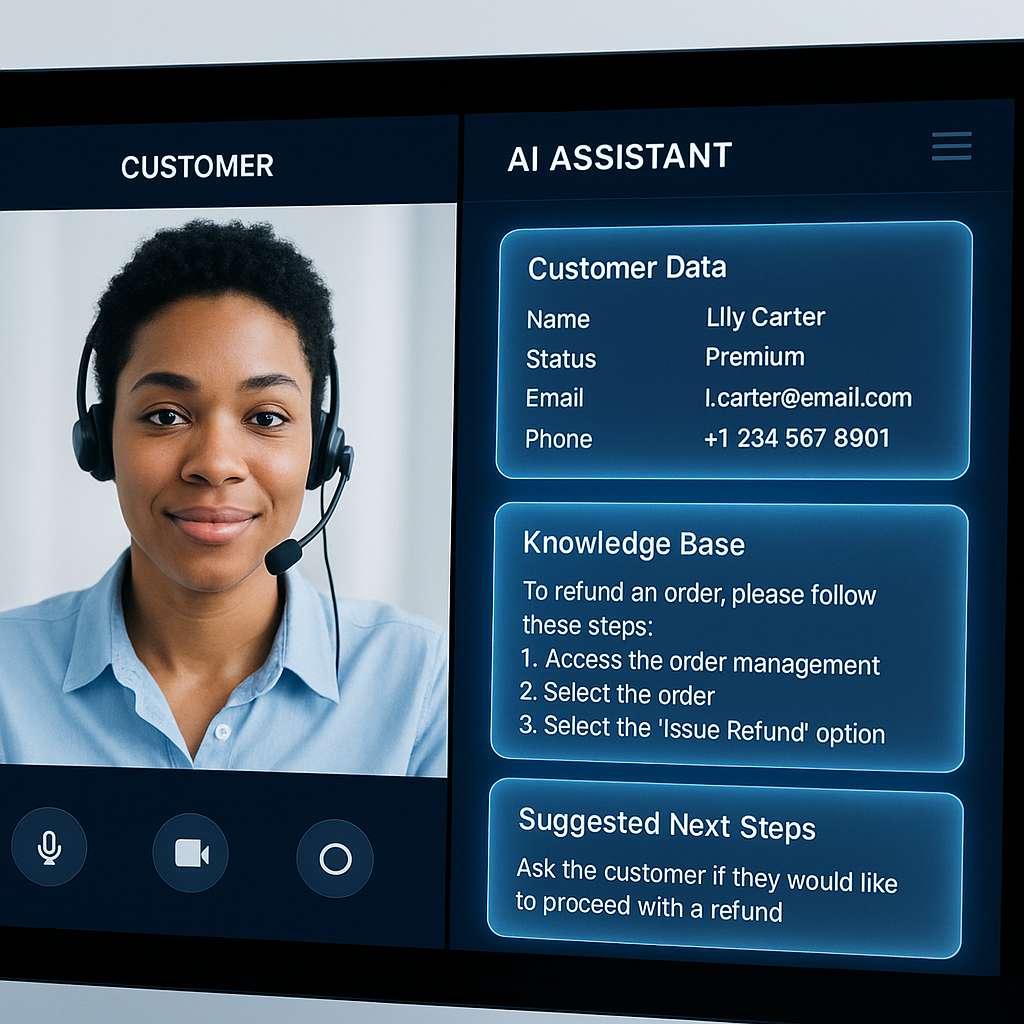 CUSTOMER
AI ASSISTANT
Customer Data
Name LIly Carter
Status Premium
Email l.carter@email.com
Phone +1 234 567 8901
Knowledge Base
To refund an order, please follow
these steps:
1. Access the order management
2. Select the order
3. Select the 'Issue Refund' option
Suggested Next Steps
Ask the customer if they would like
to proceed with a refund